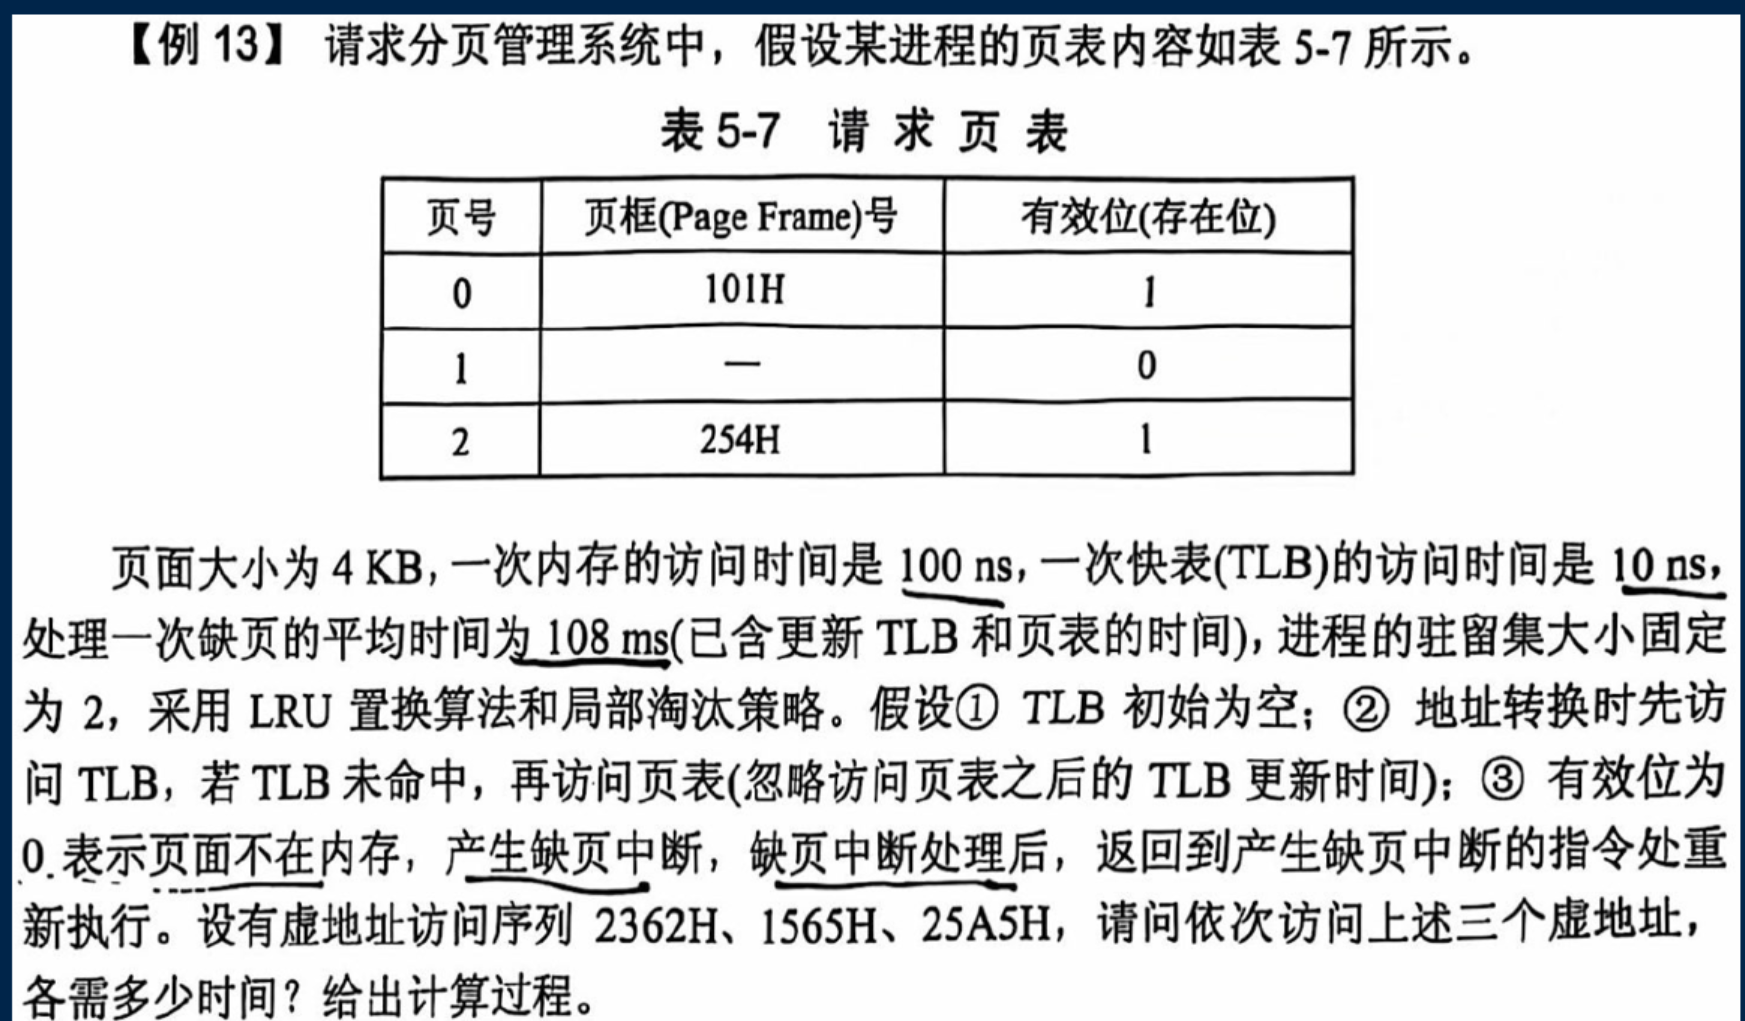 【例 13】 请求分页管理系统中，假设某进程的页表内容如表 5-7 所示。
表 5-7 请 求 页 表
页号 页框(Page Frame)号 有效位(存在位)
0 101H 1
1 — 0
2 254H 1
页面大小为 4 KB, 一次内存的访问时间是 100 ns, 一次快表(TLB)的访问时间是 10 ns,
处理一次缺页的平均时间为 108 ms(已含更新 TLB 和页表的时间), 进程的驻留集大小固定
为 2，采用 LRU 置换算法和局部淘汰策略。假设① TLB 初始为空；② 地址转换时先访
问 TLB，若 TLB 未命中，再访问页表(忽略访问页表之后的 TLB 更新时间)；③ 有效位为
0 表示页面不在内存，产生缺页中断，缺页中断处理后，返回到产生缺页中断的指令处重
新执行。设有虚地址访问序列 2362H、1565H、25A5H，请问依次访问上述三个虚地址，
各需多少时间？给出计算过程。